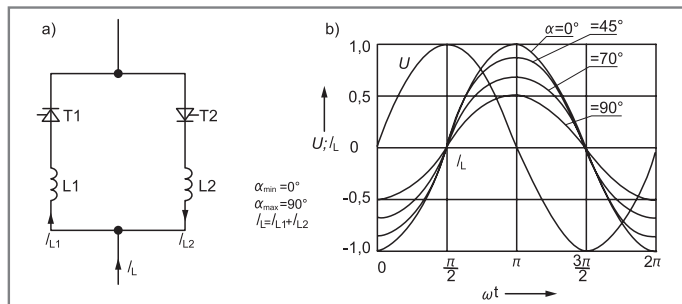 a)
T1
T2
L1
L2
I_L1
I_L2
I_L
α_min =0°
α_max =90°
I_L=I_L1+I_L2
b)
1,0
0,5
0
-0,5
-1,0
U; I_L
U
I_L
α=0°
=45°
=70°
=90°
0
π/2
π
3π/2
2π
ωt